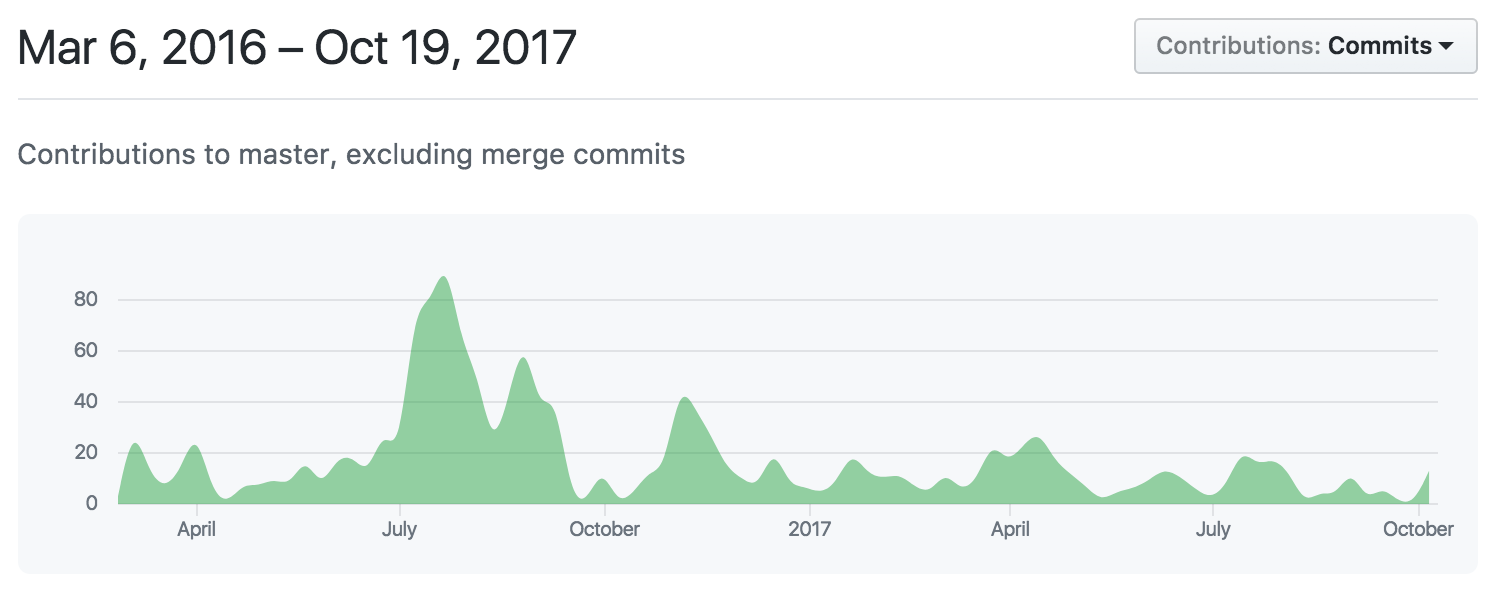 Mar 6, 2016 – Oct 19, 2017
Contributions: Commits
Contributions to master, excluding merge commits
80
60
40
20
0
April July October 2017 April July October